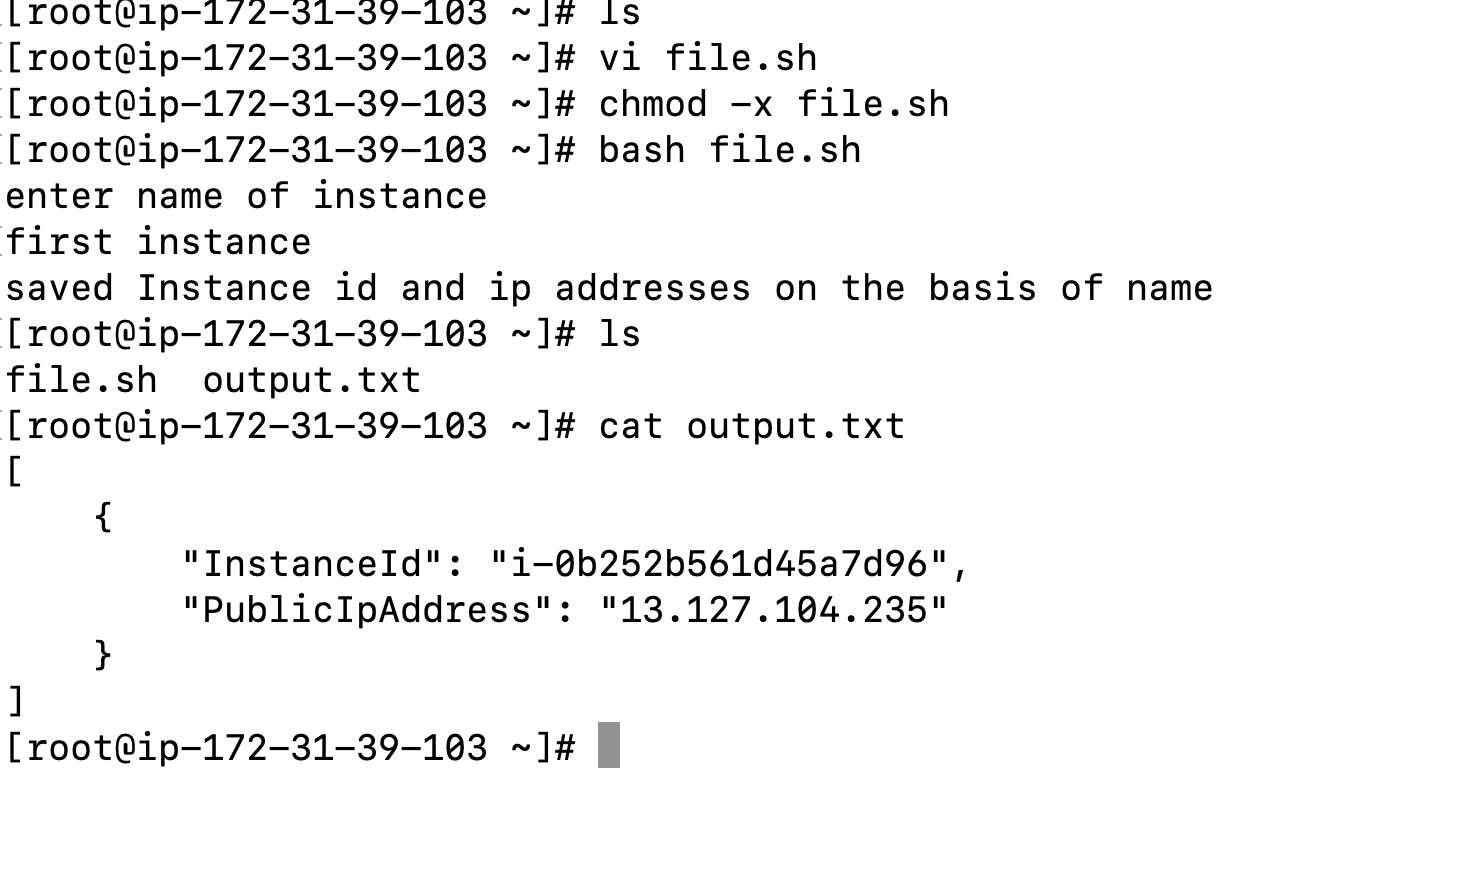 [root@ip-172-31-39-103 ~]# ls
[root@ip-172-31-39-103 ~]# vi file.sh
[root@ip-172-31-39-103 ~]# chmod -x file.sh
[root@ip-172-31-39-103 ~]# bash file.sh
enter name of instance
first instance
saved Instance id and ip addresses on the basis of name
[root@ip-172-31-39-103 ~]# ls
file.sh  output.txt
[root@ip-172-31-39-103 ~]# cat output.txt
[
    {
        "InstanceId": "i-0b252b561d45a7d96",
        "PublicIpAddress": "13.127.104.235"
    }
]
[root@ip-172-31-39-103 ~]#